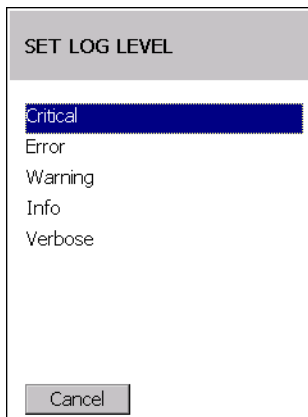 SET LOG LEVEL
Critical
Error
Warning
Info
Verbose
Cancel